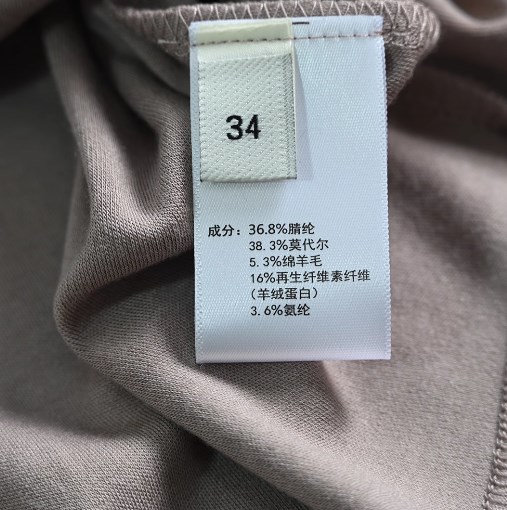 34
成分：36.8%腈纶
38.3%莫代尔
5.3%绵羊毛
16%再生纤维素纤维
（羊绒蛋白）
3.6%氨纶